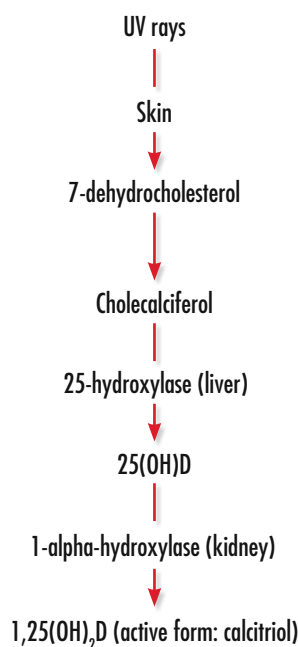 UV rays
Skin
7-dehydrocholesterol
Cholecalciferol
25-hydroxylase (liver)
25(OH)D
1-alpha-hydroxylase (kidney)
1,25(OH)₂D (active form: calcitriol)